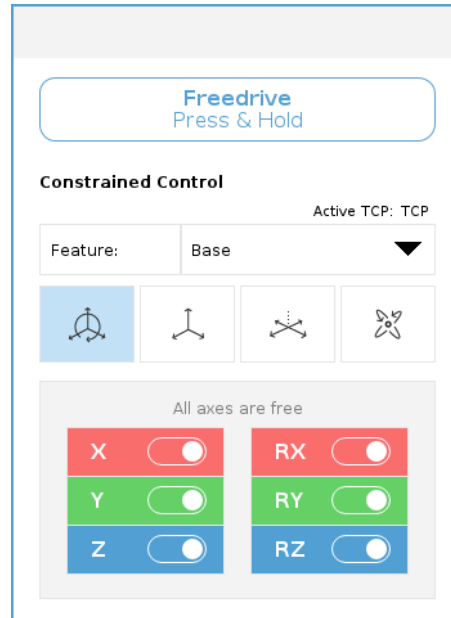 Freedrive
Press & Hold
Constrained Control
Active TCP: TCP
Feature: Base
All axes are free
X RX
Y RY
Z RZ